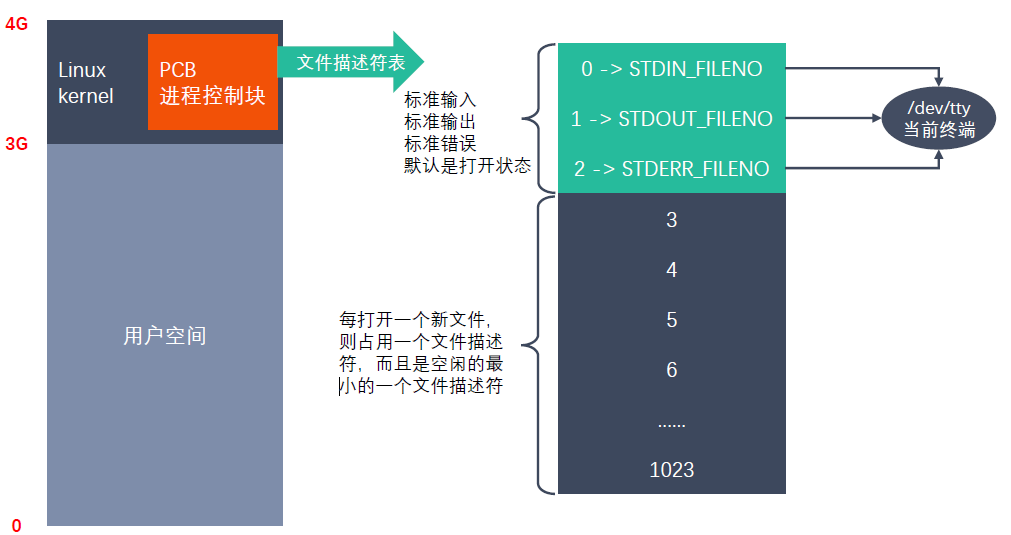 4G
Linux
kernel
PCB
进程控制块
文件描述符表
3G
用户空间
0
标准输入
标准输出
标准错误
默认是打开状态
0 -> STDIN_FILENO
1 -> STDOUT_FILENO
2 -> STDERR_FILENO
/dev/tty
当前终端
每打开一个新文件，
则占用一个文件描述
符，而且是空闲的最
小的一个文件描述符
3
4
5
6
......
1023